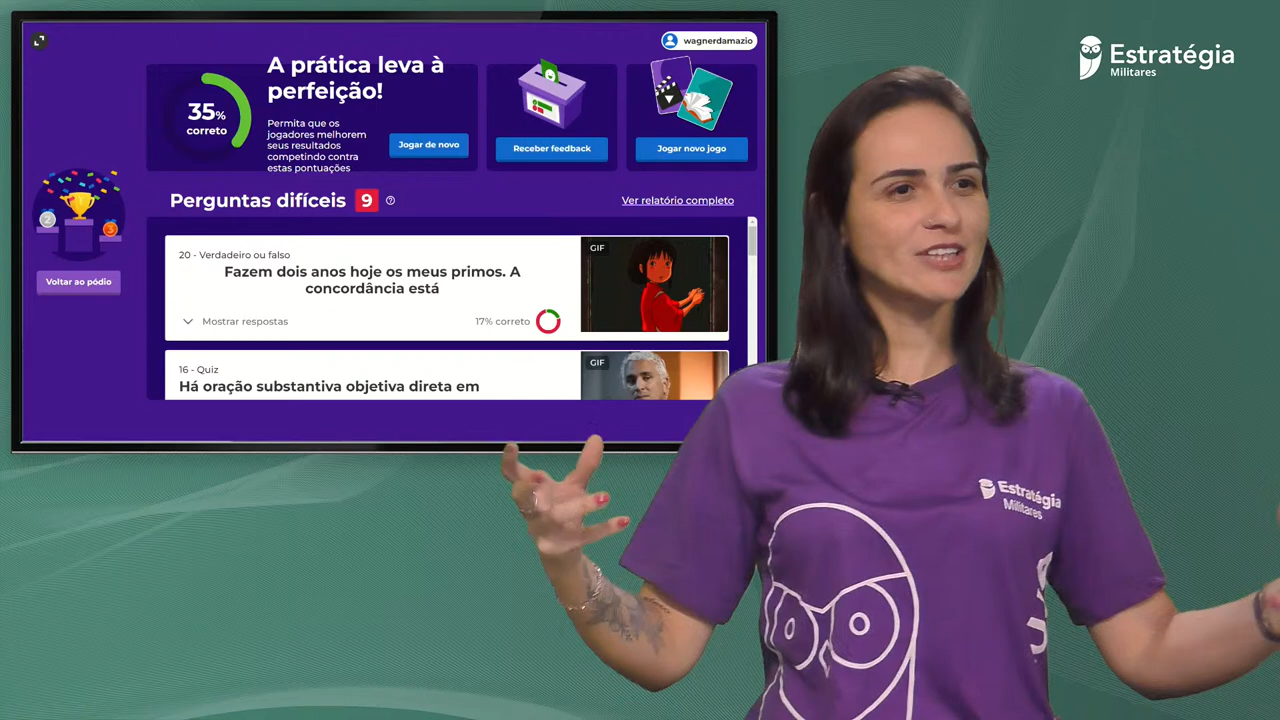 wagnerdamazio
35%
correto
A prática leva à
perfeição!
Permita que os
jogadores melhorem
seus resultados
competindo contra
estas pontuações
Jogar de novo
Receber feedback
Jogar novo jogo
2
3
Voltar ao pódio
Perguntas difíceis 9 ?
Ver relatório completo
20 - Verdadeiro ou falso
Fazem dois anos hoje os meus primos. A
concordância está
Mostrar respostas
17% correto
GIF
16 - Quiz
Há oração substantiva objetiva direta em
GIF
Estratégia
Militares
Estratégia
Militares